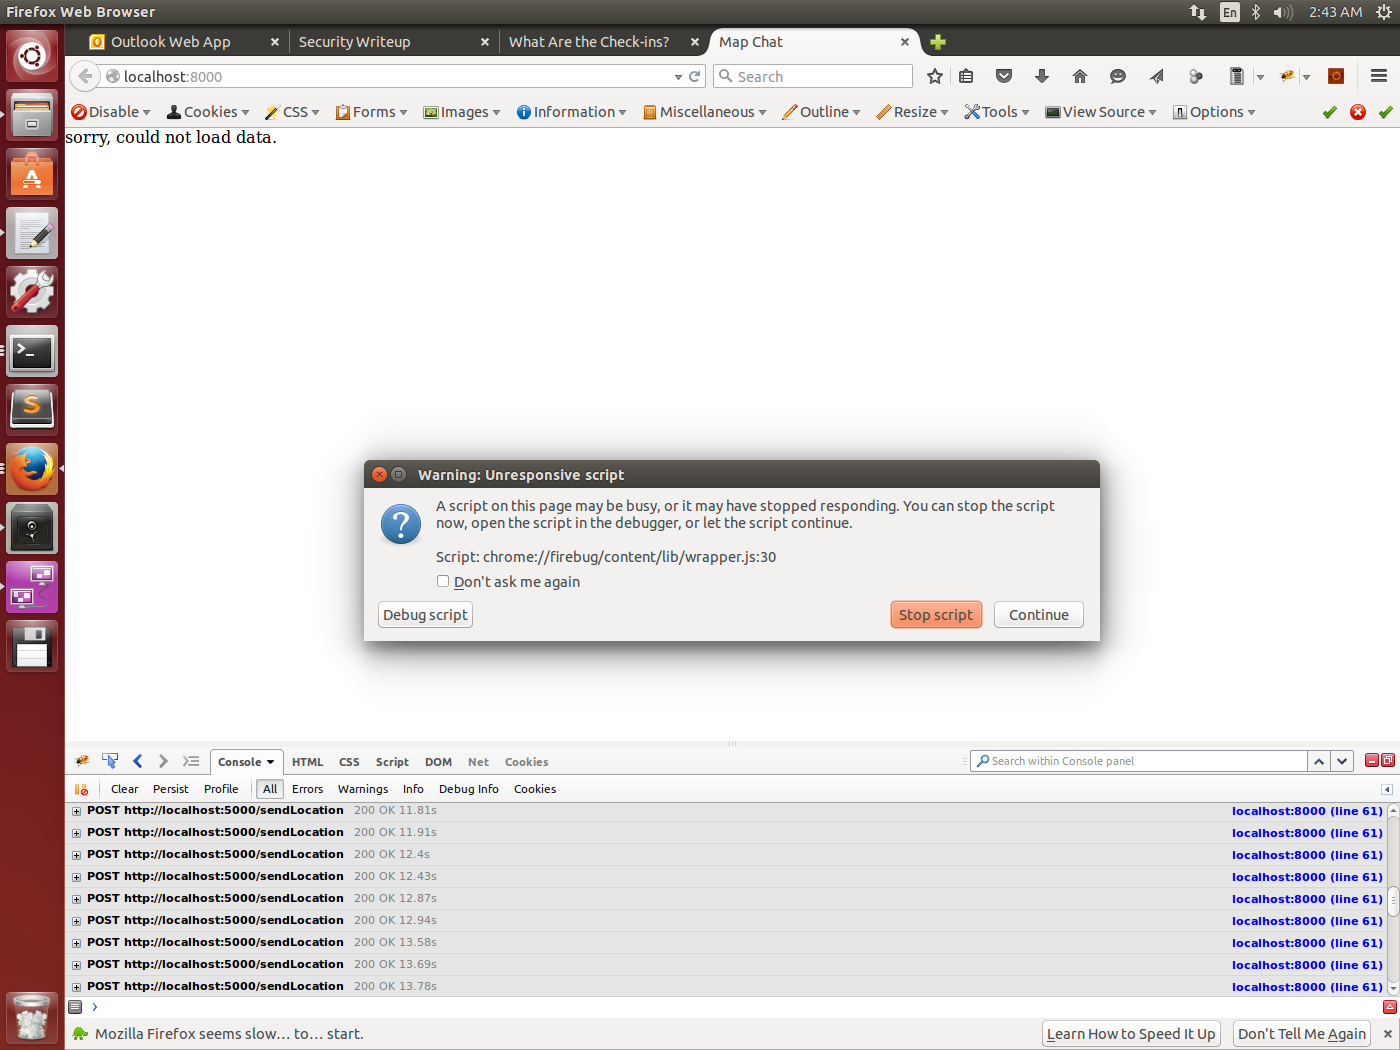 Firefox Web Browser
En
2:43 AM
Outlook Web App
Security Writeup
What Are the Check-ins?
Map Chat
localhost:8000
Search
Disable
Cookies
CSS
Forms
Images
Information
Miscellaneous
Outline
Resize
Tools
View Source
Options
sorry, could not load data.
Warning: Unresponsive script
A script on this page may be busy, or it may have stopped responding. You can stop the script
now, open the script in the debugger, or let the script continue.
Script: chrome://firebug/content/lib/wrapper.js:30
Don't ask me again
Debug script
Stop script
Continue
Console
HTML
CSS
Script
DOM
Net
Cookies
Search within Console panel
Clear
Persist
Profile
All
Errors
Warnings
Info
Debug Info
Cookies
POST http://localhost:5000/sendLocation 200 OK 11.81s localhost:8000 (line 61)
POST http://localhost:5000/sendLocation 200 OK 11.91s localhost:8000 (line 61)
POST http://localhost:5000/sendLocation 200 OK 12.4s localhost:8000 (line 61)
POST http://localhost:5000/sendLocation 200 OK 12.43s localhost:8000 (line 61)
POST http://localhost:5000/sendLocation 200 OK 12.87s localhost:8000 (line 61)
POST http://localhost:5000/sendLocation 200 OK 12.94s localhost:8000 (line 61)
POST http://localhost:5000/sendLocation 200 OK 13.58s localhost:8000 (line 61)
POST http://localhost:5000/sendLocation 200 OK 13.69s localhost:8000 (line 61)
POST http://localhost:5000/sendLocation 200 OK 13.78s localhost:8000 (line 61)
Mozilla Firefox seems slow... to... start.
Learn How to Speed It Up
Don't Tell Me Again